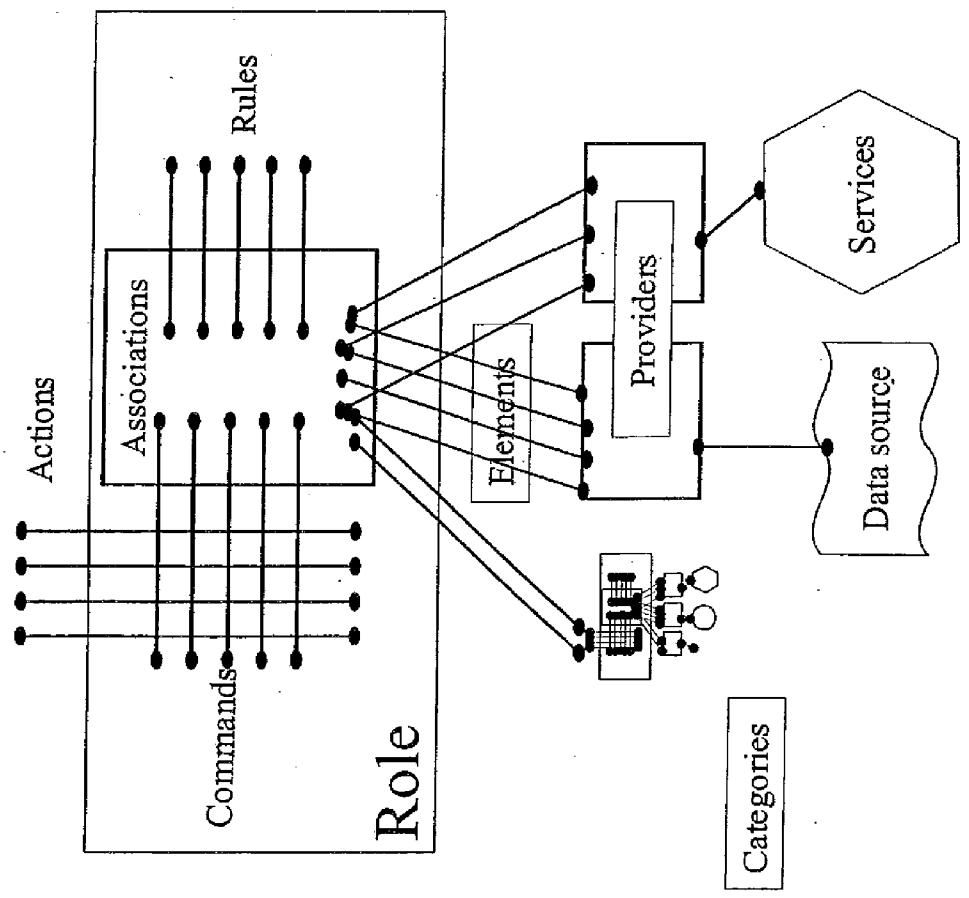 Actions
Commands
Associations
Rules
Role
Elements
Providers
Categories
Data source
Services